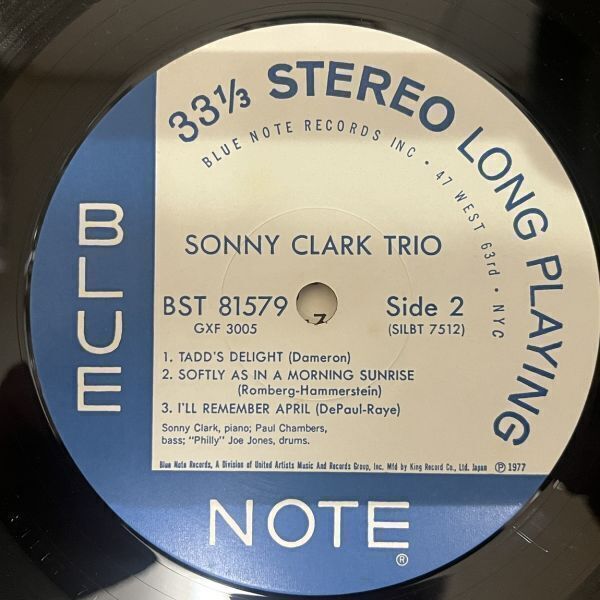 33 1/3 STEREO LONG PLAYING
BLUE NOTE RECORDS INC · 47 WEST 63rd · NYC
SONNY CLARK TRIO
BST 81579
GXF 3005
Side 2
(SILBT 7512)
1. TADD'S DELIGHT (Dameron)
2. SOFTLY AS IN A MORNING SUNRISE
(Romberg-Hammerstein)
3. I'LL REMEMBER APRIL (DePaul-Raye)
Sonny Clark, piano; Paul Chambers,
bass; "Philly" Joe Jones, drums.
Blue Note Records, A Division of United Artists Music And Records Group, Inc. Mfd by King Record Co., Ltd. Japan ℗ 1977
BLUE
NOTE ®